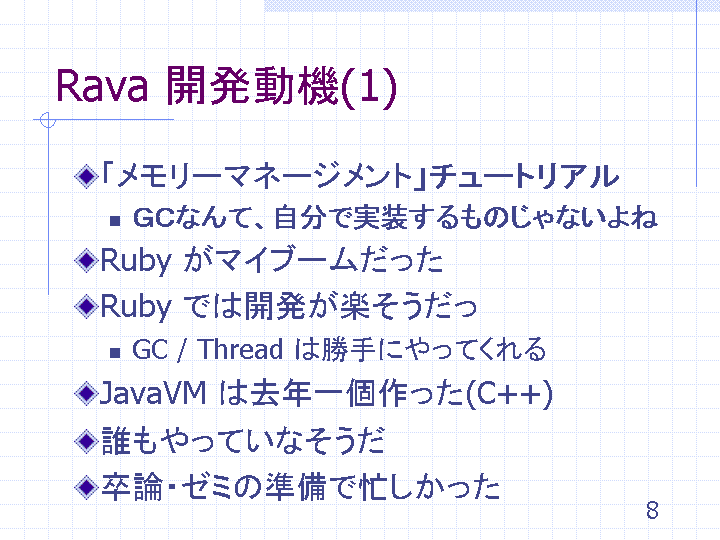 Rava 開発動機(1)
「メモリーマネージメント」チュートリアル
GCなんて、自分で実装するものじゃないよね
Ruby がマイブームだった
Ruby では開発が楽そうだっ
GC / Thread は勝手にやってくれる
JavaVM は去年一個作った(C++)
誰もやっていなそうだ
卒論・ゼミの準備で忙しかった
8